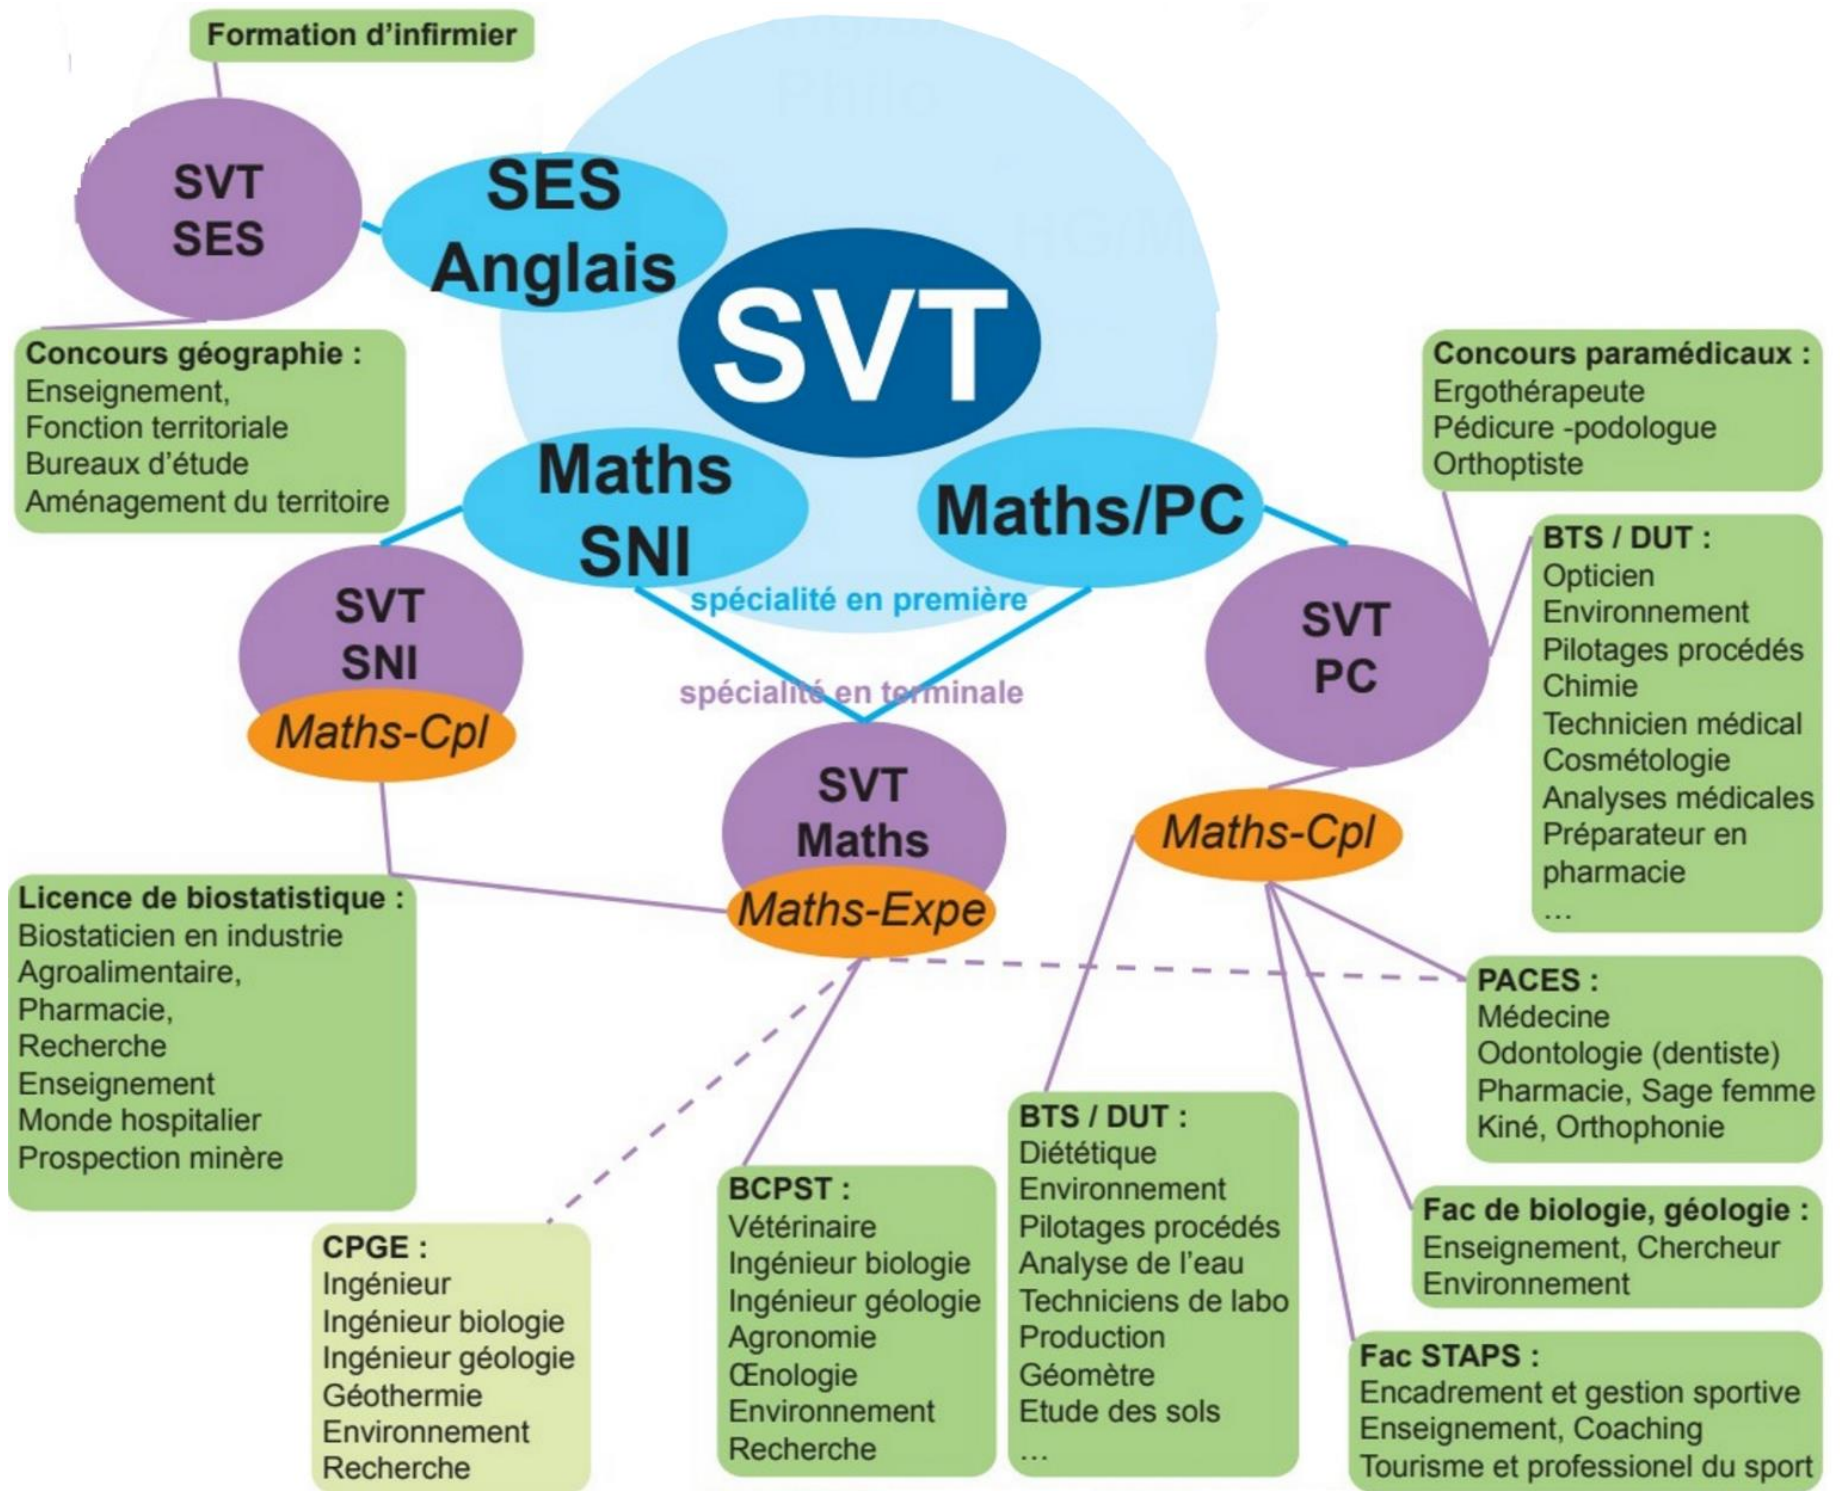 Formation d’infirmier
SVT
SES
SES
Anglais
SVT
Philo
HG/M
Concours géographie :
Enseignement,
Fonction territoriale
Bureaux d’étude
Aménagement du territoire
Maths
SNI
Maths/PC
spécialité en première
spécialité en terminale
Concours paramédicaux :
Ergothérapeute
Pédicure -podologue
Orthoptiste
BTS / DUT :
Opticien
Environnement
Pilotages procédés
Chimie
Technicien médical
Cosmétologie
Analyses médicales
Préparateur en
pharmacie
…
SVT
SNI
Maths-Cpl
SVT
Maths
Maths-Expe
SVT
PC
Maths-Cpl
Licence de biostatistique :
Biostaticien en industrie
Agroalimentaire,
Pharmacie,
Recherche
Enseignement
Monde hospitalier
Prospection minère
CPGE :
Ingénieur
Ingénieur biologie
Ingénieur géologie
Géothermie
Environnement
Recherche
BCPST :
Vétérinaire
Ingénieur biologie
Ingénieur géologie
Agronomie
Œnologie
Environnement
Recherche
BTS / DUT :
Diététique
Environnement
Pilotages procédés
Analyse de l’eau
Techniciens de labo
Production
Géomètre
Etude des sols
…
PACES :
Médecine
Odontologie (dentiste)
Pharmacie, Sage femme
Kiné, Orthophonie
Fac de biologie, géologie :
Enseignement, Chercheur
Environnement
Fac STAPS :
Encadrement et gestion sportive
Enseignement, Coaching
Tourisme et professionel du sport